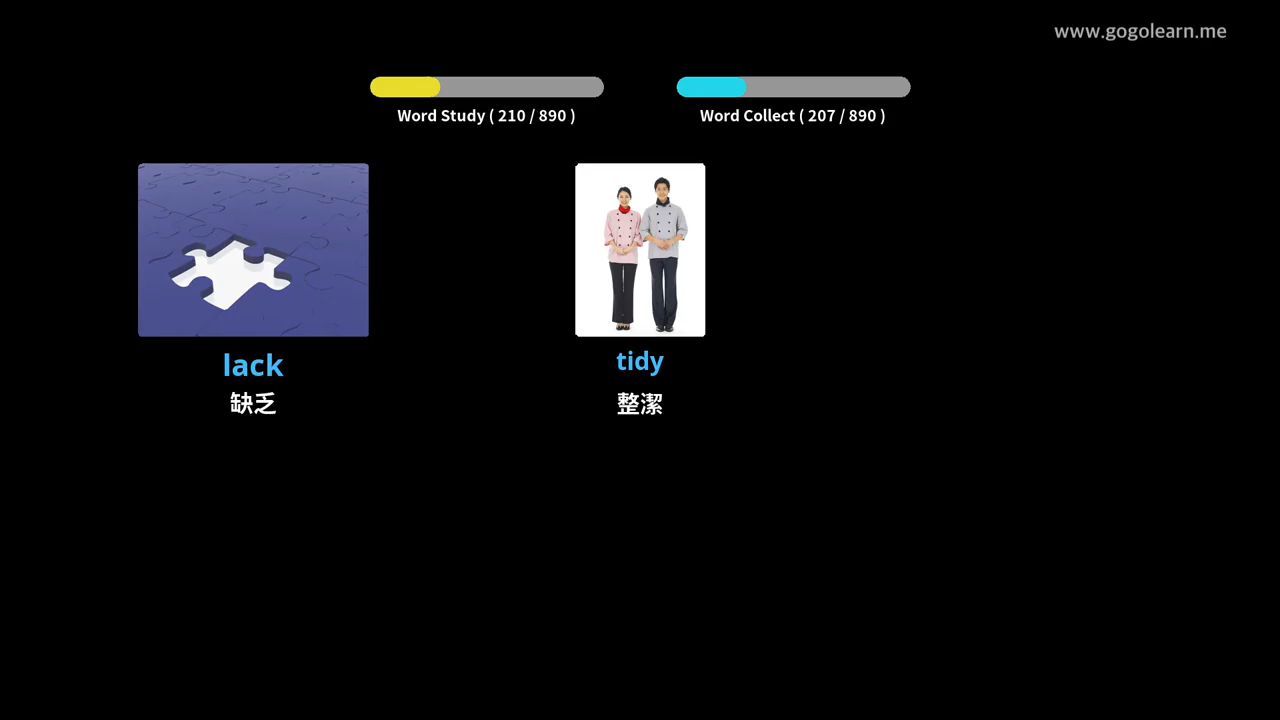 www.gogolearn.me
Word Study ( 210 / 890 )
Word Collect ( 207 / 890 )
lack
缺乏
tidy
整潔